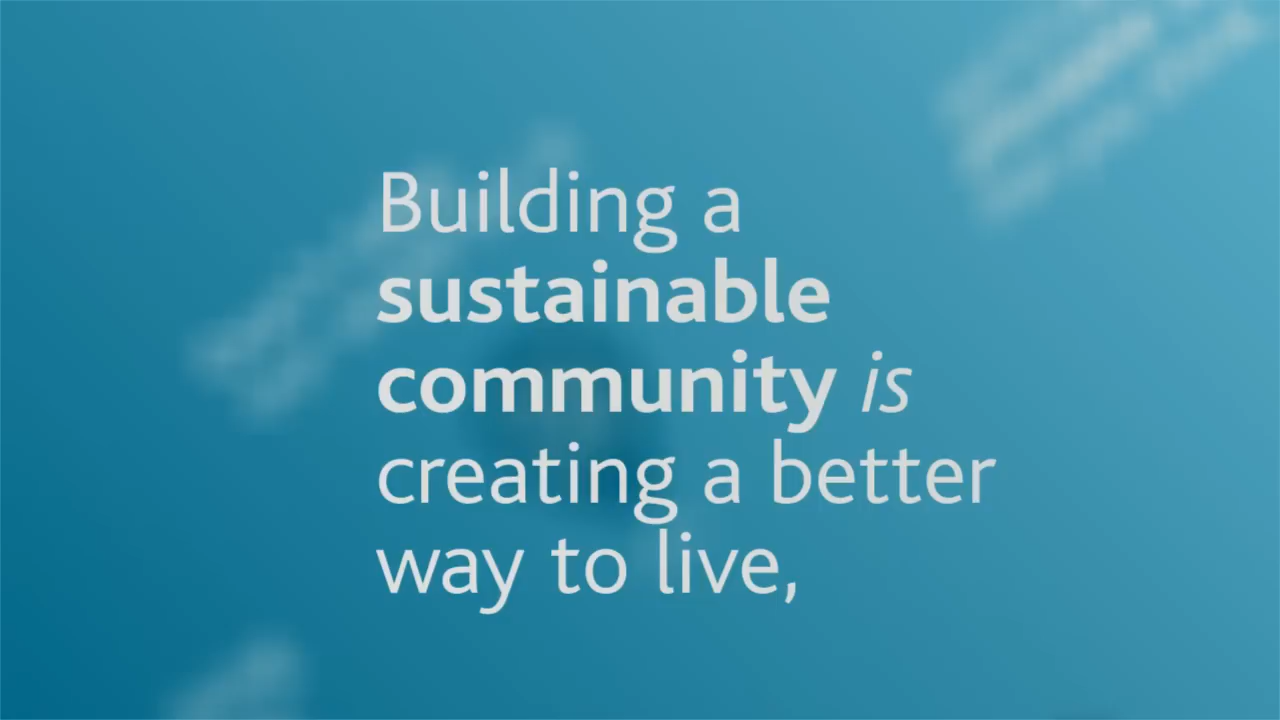 Building a
sustainable
community is
creating a better
way to live,